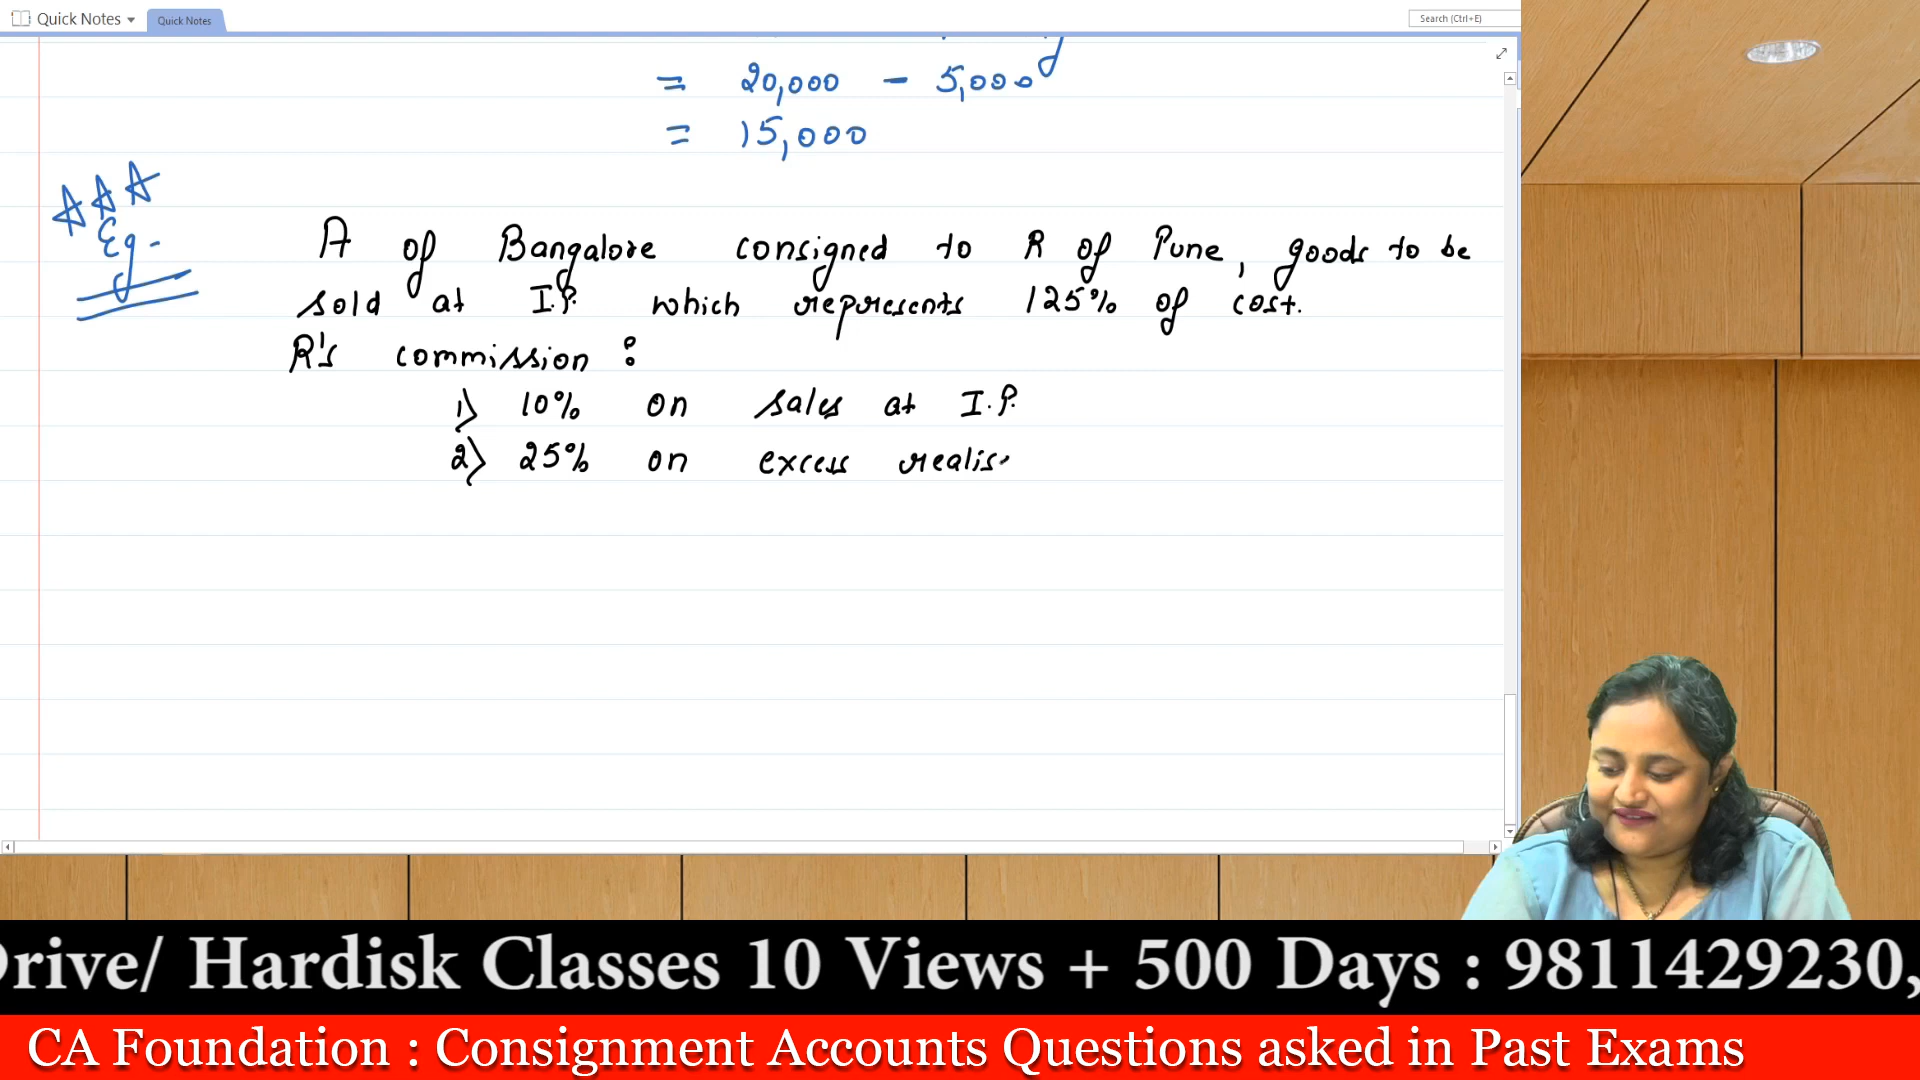 Quick Notes
Quick Notes
Search (Ctrl+E)
= 20,000 - 5,000
= 15,000
Eg -
A of Bangalore consigned to R of Pune, goods to be
sold at I.P. which represents 125% of cost.
R's commission :
1) 10% on sales at I.P.
2) 25% on excess realis
Drive/ Hardisk Classes 10 Views + 500 Days : 9811429230,
CA Foundation : Consignment Accounts Questions asked in Past Exams